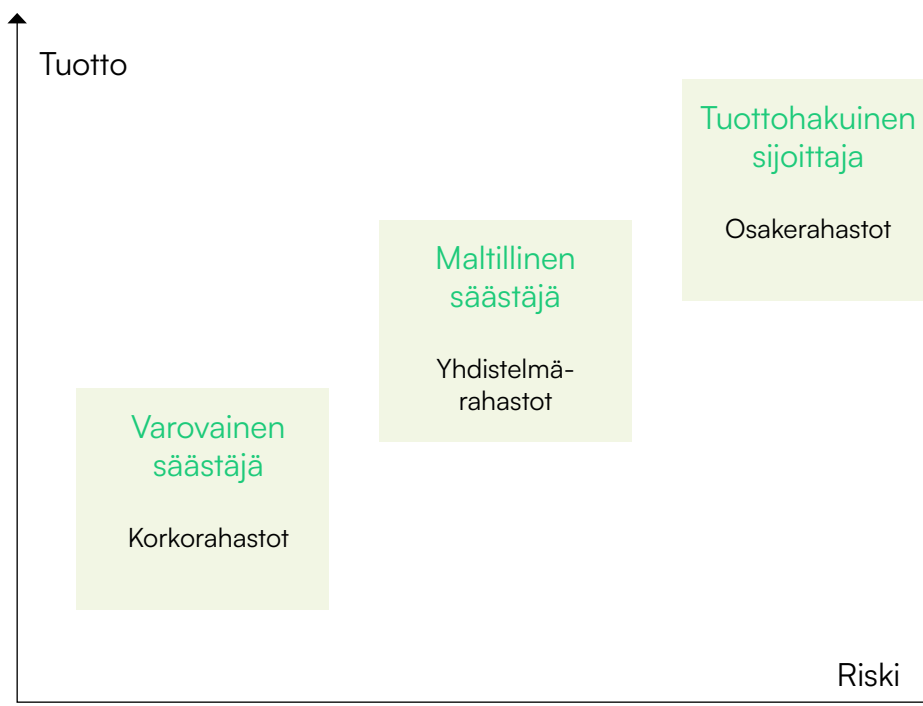 Tuotto
Tuottohakuinen
sijoittaja
Osakerahastot
Maltillinen
säästäjä
Yhdistelmä-
rahastot
Varovainen
säästäjä
Korkorahastot
Riski